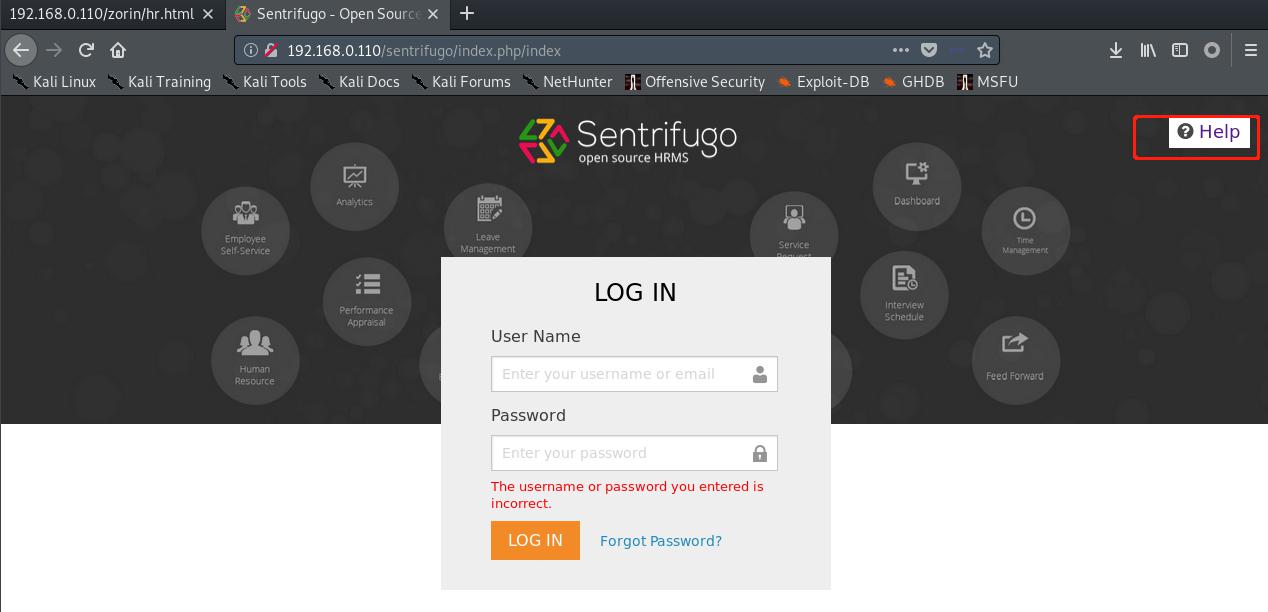 192.168.0.110/zorin/hr.html
Sentrifugo - Open Source
192.168.0.110/sentrifugo/index.php/index
Kali Linux Kali Training Kali Tools Kali Docs Kali Forums NetHunter Offensive Security Exploit-DB GHDB MSFU
Sentrifugo
open source HRMS
Help
Analytics
Dashboard
Employee
Self-Service
Leave
Management
Service
Request
Time
Management
Performance
Appraisal
Interview
Schedule
Human
Resource
Feed Forward
LOG IN
User Name
Enter your username or email
Password
Enter your password
The username or password you entered is
incorrect.
LOG IN Forgot Password?